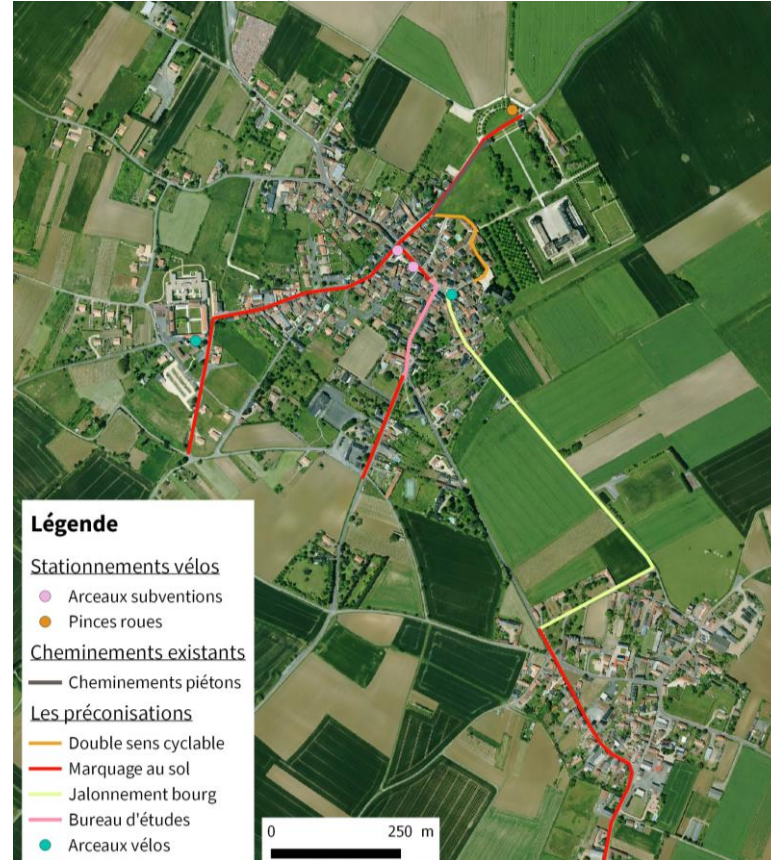 Légende
Stationnements vélos
Arceaux subventions
Pinces roues
Cheminements existants
Cheminements piétons
Les préconisations
Double sens cyclable
Marquage au sol
Jalonnement bourg
Bureau d'études
Arceaux vélos
0 250 m